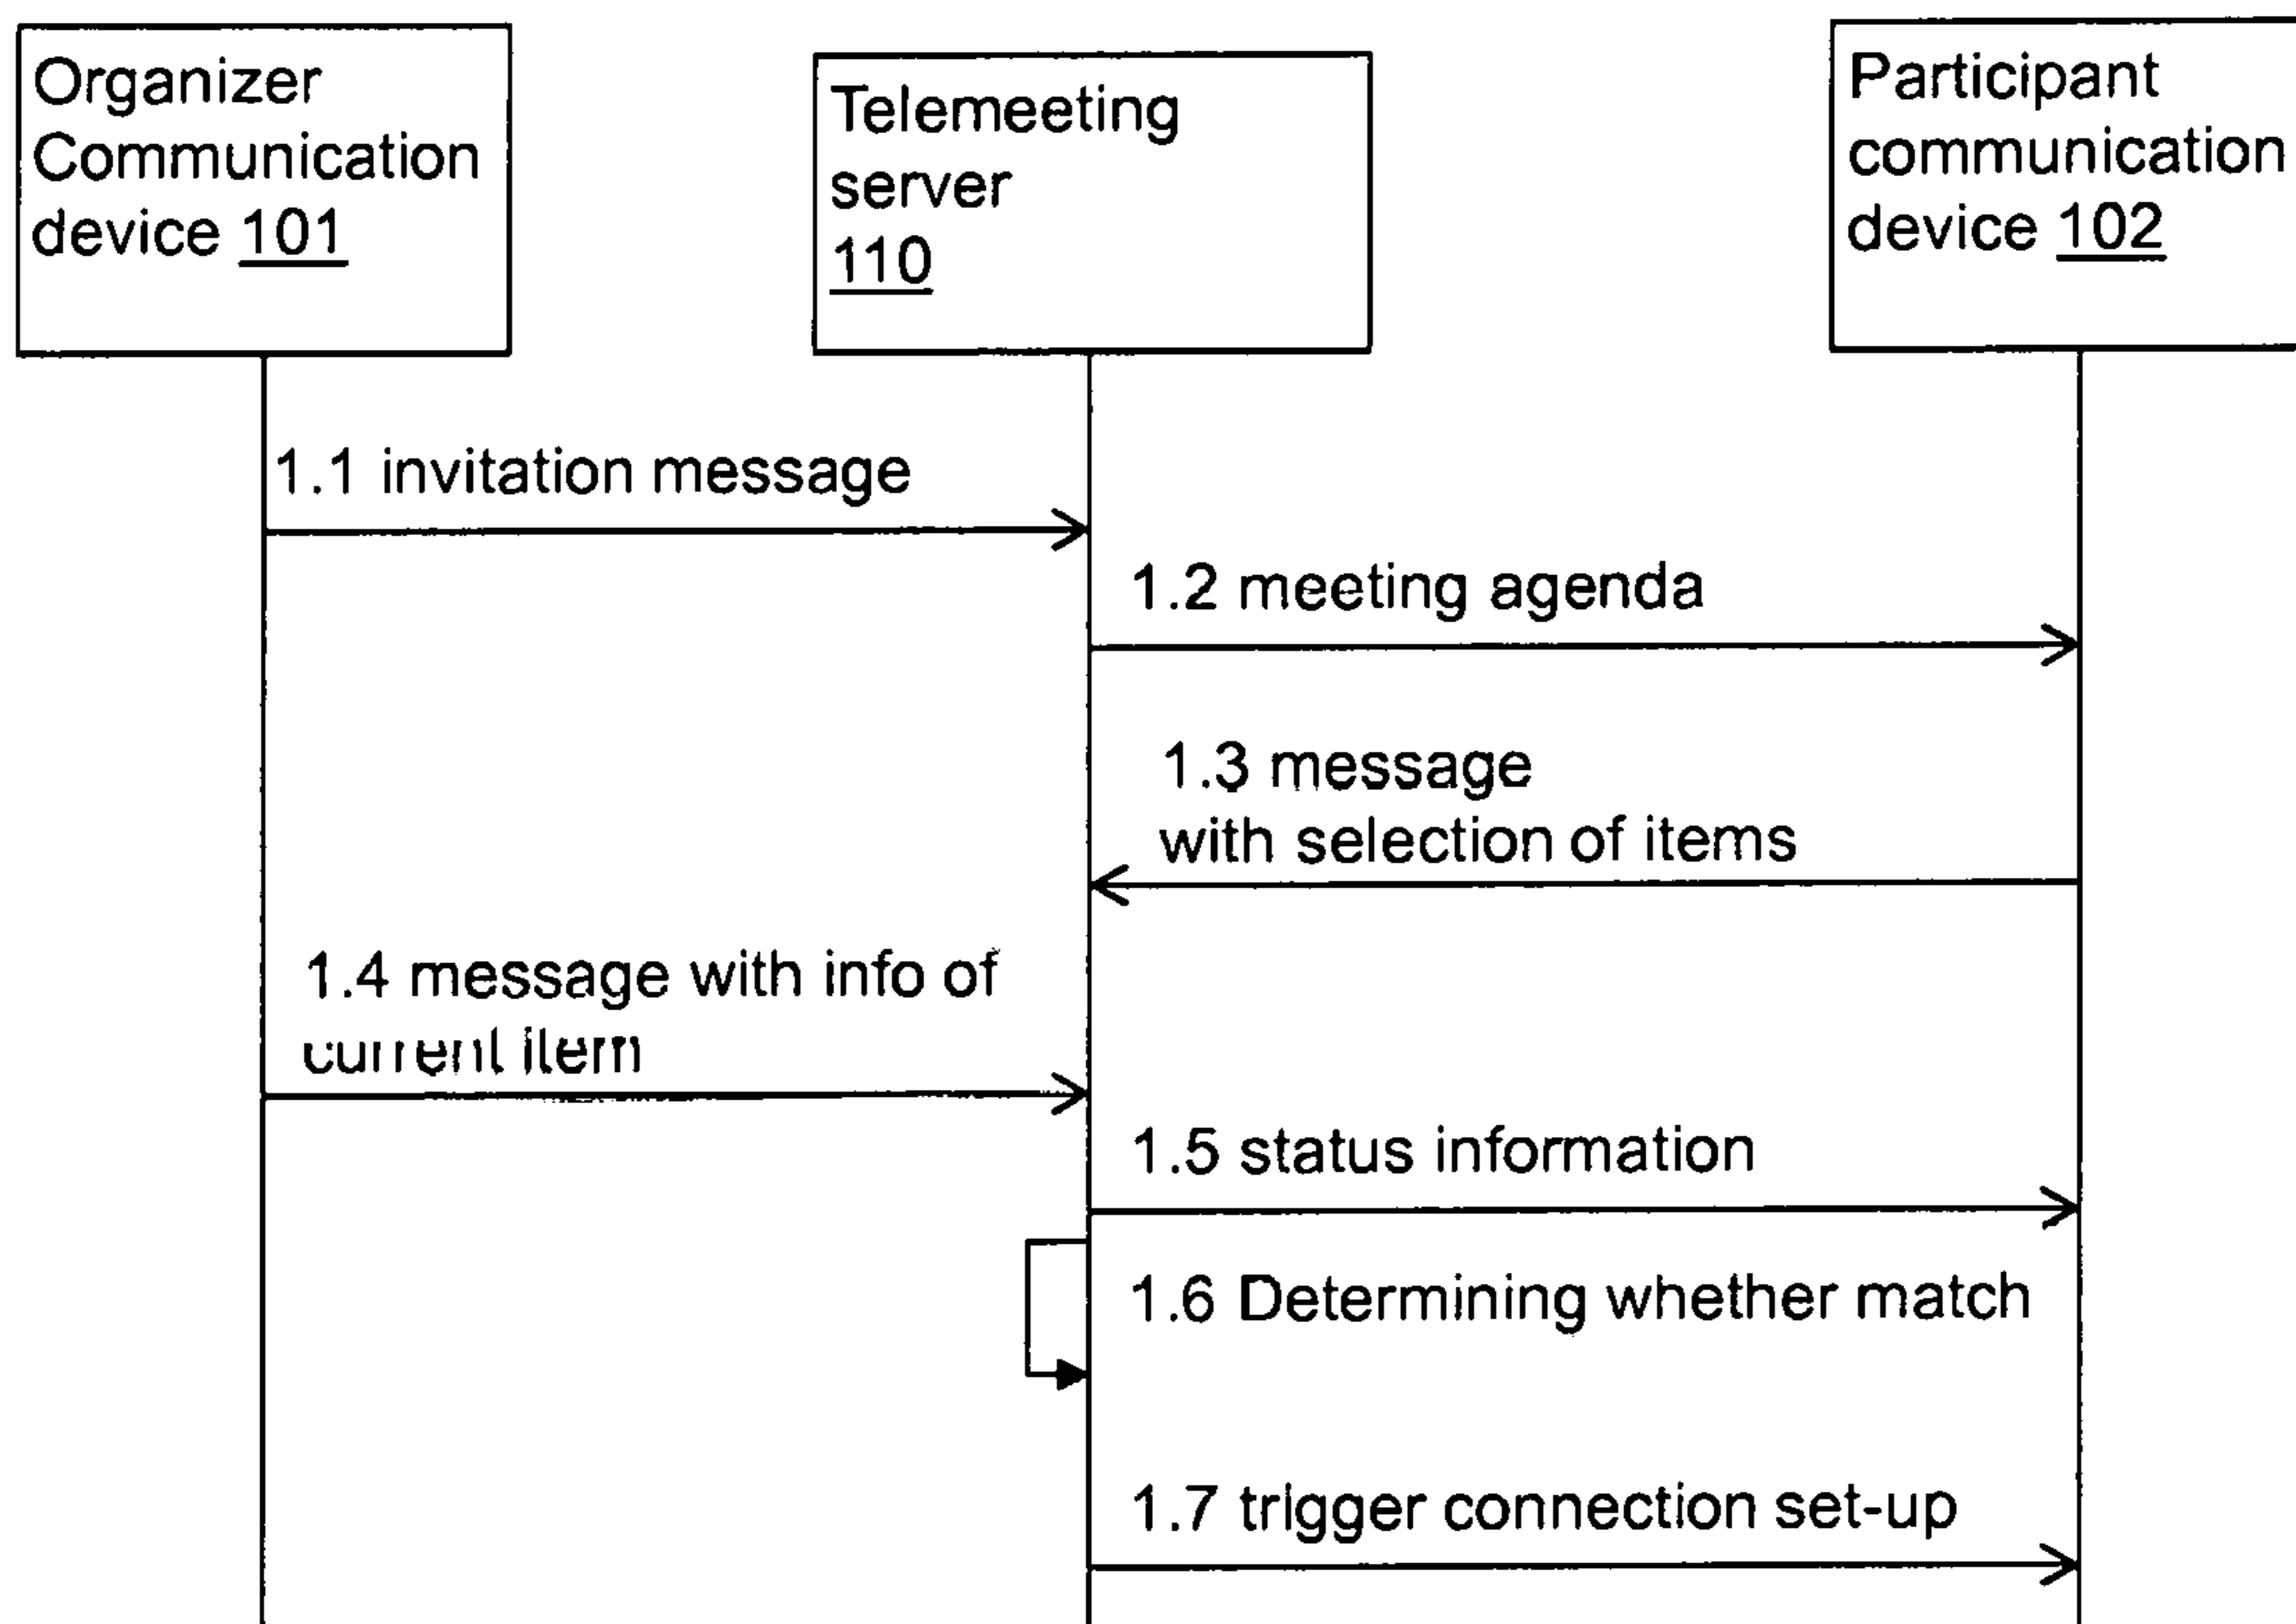 Organizer
Communication
device 101
Telemeeting
server
110
Participant
communication
device 102
1.1 invitation message
1.2 meeting agenda
1.3 message
with selection of items
1.4 message with info of
current item
1.5 status information
1.6 Determining whether match
1.7 trigger connection set-up